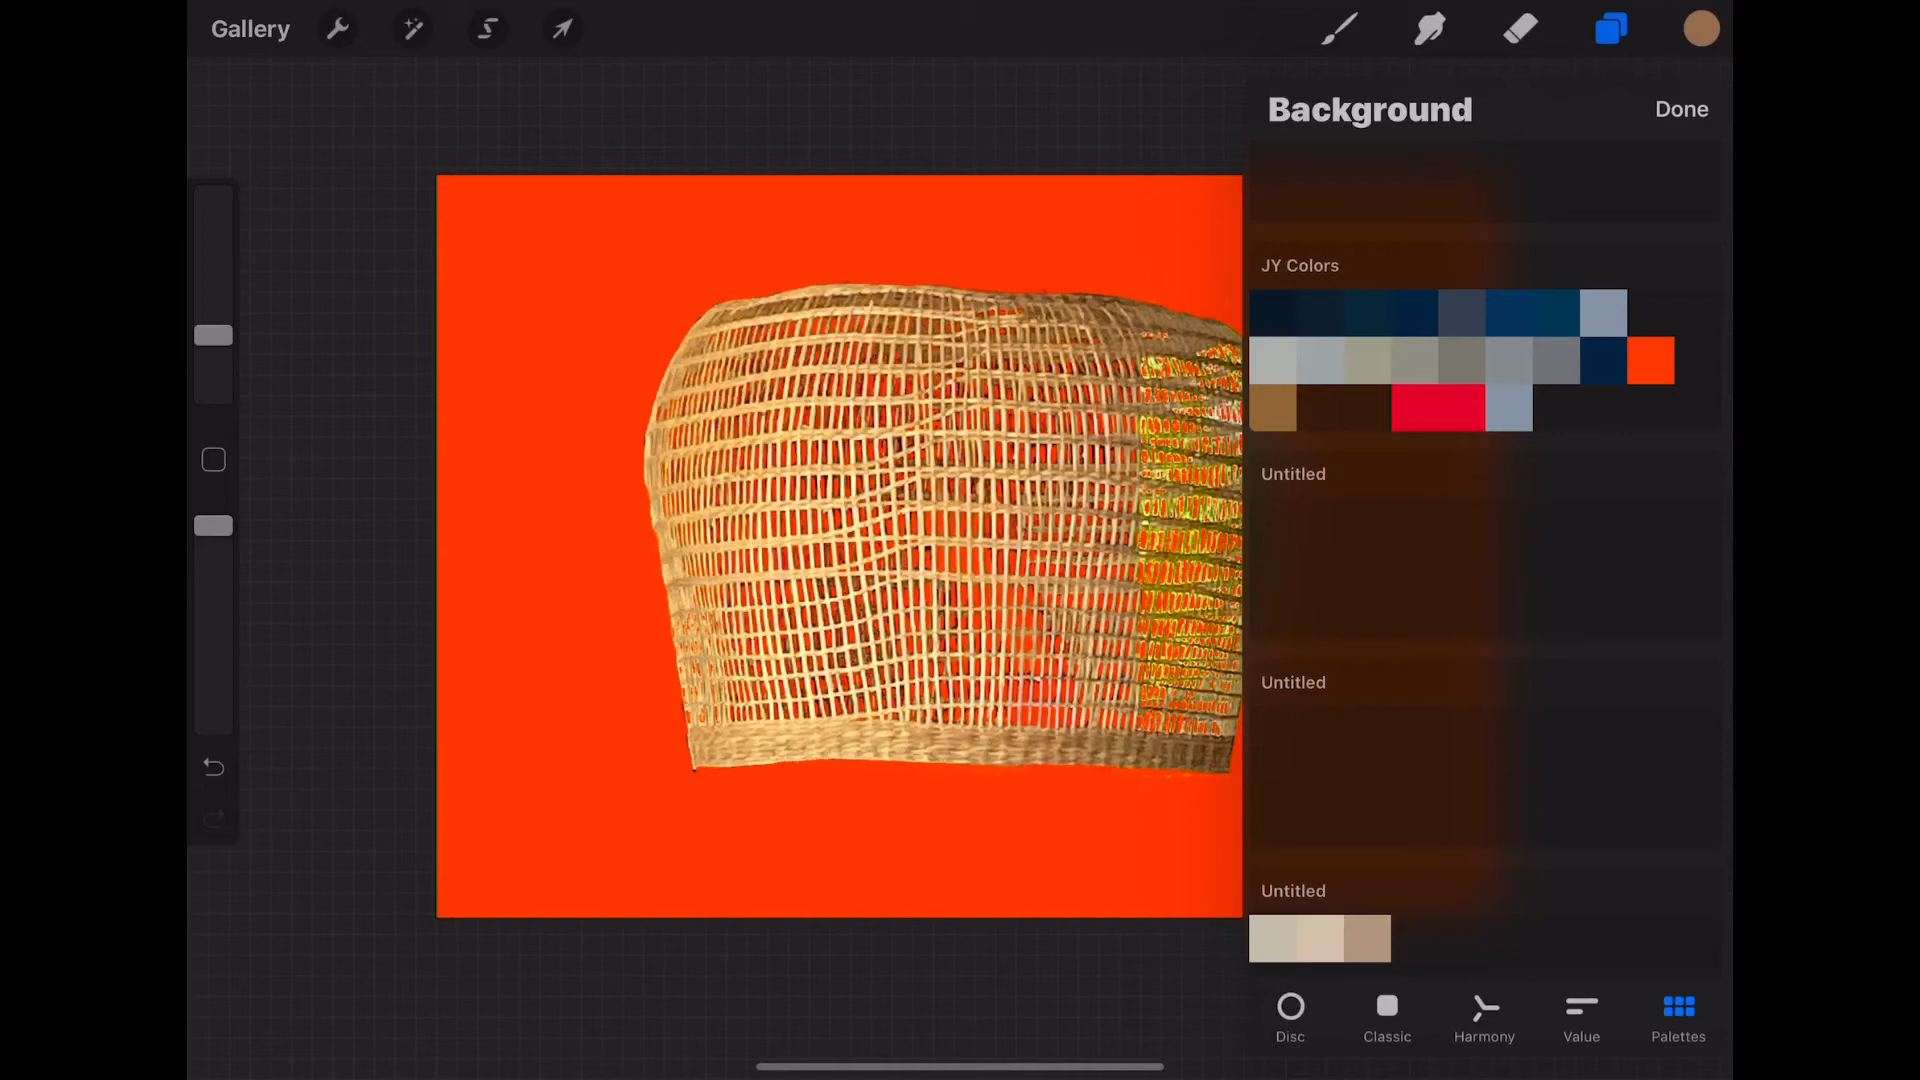 Gallery
Background
Done
JY Colors
Untitled
Untitled
Untitled
Disc
Classic
Harmony
Value
Palettes